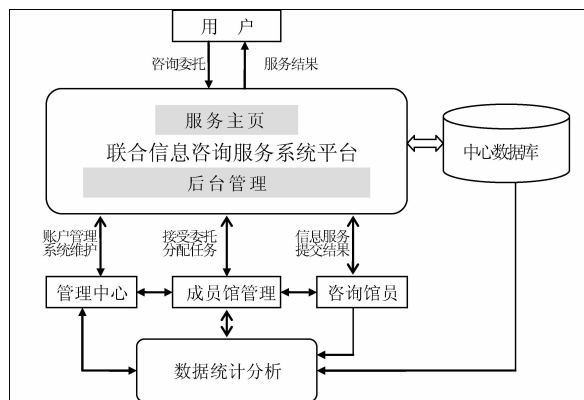 用 户
咨询委托
服务结果
服务主页
联合信息咨询服务系统平台
后台管理
中心数据库
账户管理
系统维护
接受委托
分配任务
信息服务
提交结果
管理中心
成员馆管理
咨询馆员
数据统计分析